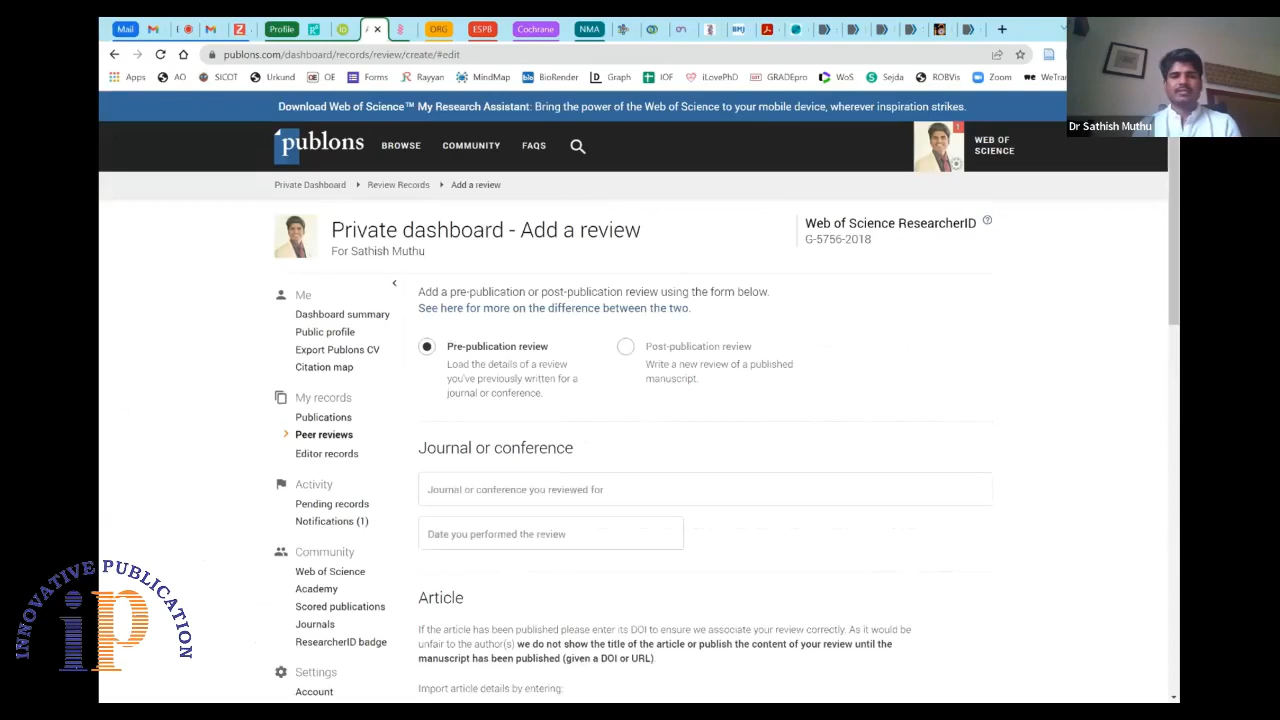 Mail
Profile
ORG
ESPB
Cochrane
NMA
BMJ
publons.com/dashboard/records/review/create/#edit
Apps AO SICOT Urkund OE Forms Rayyan MindMap BioRender Graph IOF iLovePhD GRADEpro WoS Sejda ROBVis Zoom WeTra
Dr Sathish Muthu
Download Web of Science™ My Research Assistant: Bring the power of the Web of Science to your mobile device, wherever inspiration strikes.
publons BROWSE COMMUNITY FAQS
1
WEB OF
SCIENCE
Private Dashboard Review Records Add a review
Private dashboard - Add a review
For Sathish Muthu
Web of Science ResearcherID
G-5756-2018
Me
Dashboard summary
Public profile
Export Publons CV
Citation map
My records
Publications
Peer reviews
Editor records
Activity
Pending records
Notifications (1)
Community
Web of Science
Academy
Scored publications
Journals
ResearcherID badge
Settings
Account
Add a pre-publication or post-publication review using the form below.
See here for more on the difference between the two.
Pre-publication review
Load the details of a review
you've previously written for a
journal or conference.
Post-publication review
Write a new review of a published
manuscript.
Journal or conference
Journal or conference you reviewed for
Date you performed the review
Article
If the article has been published please enter its DOI to ensure we associate your review correctly. As it would be
unfair to the author(s) we do not show the title of the article or publish the content of your review until the
manuscript has been published (given a DOI or URL).
Import article details by entering:
INNOVATIVE PUBLICATION
ip